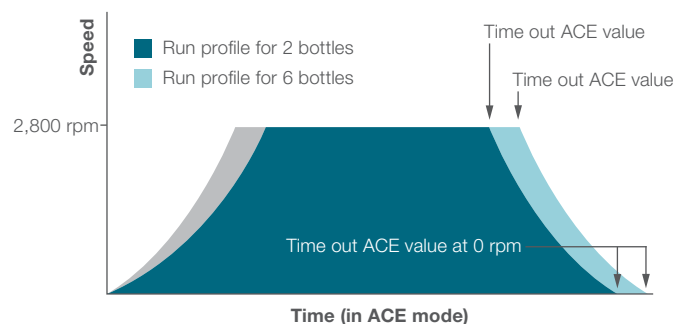 Speed
Run profile for 2 bottles
Run profile for 6 bottles
Time out ACE value
Time out ACE value
2,800 rpm
Time out ACE value at 0 rpm
Time (in ACE mode)